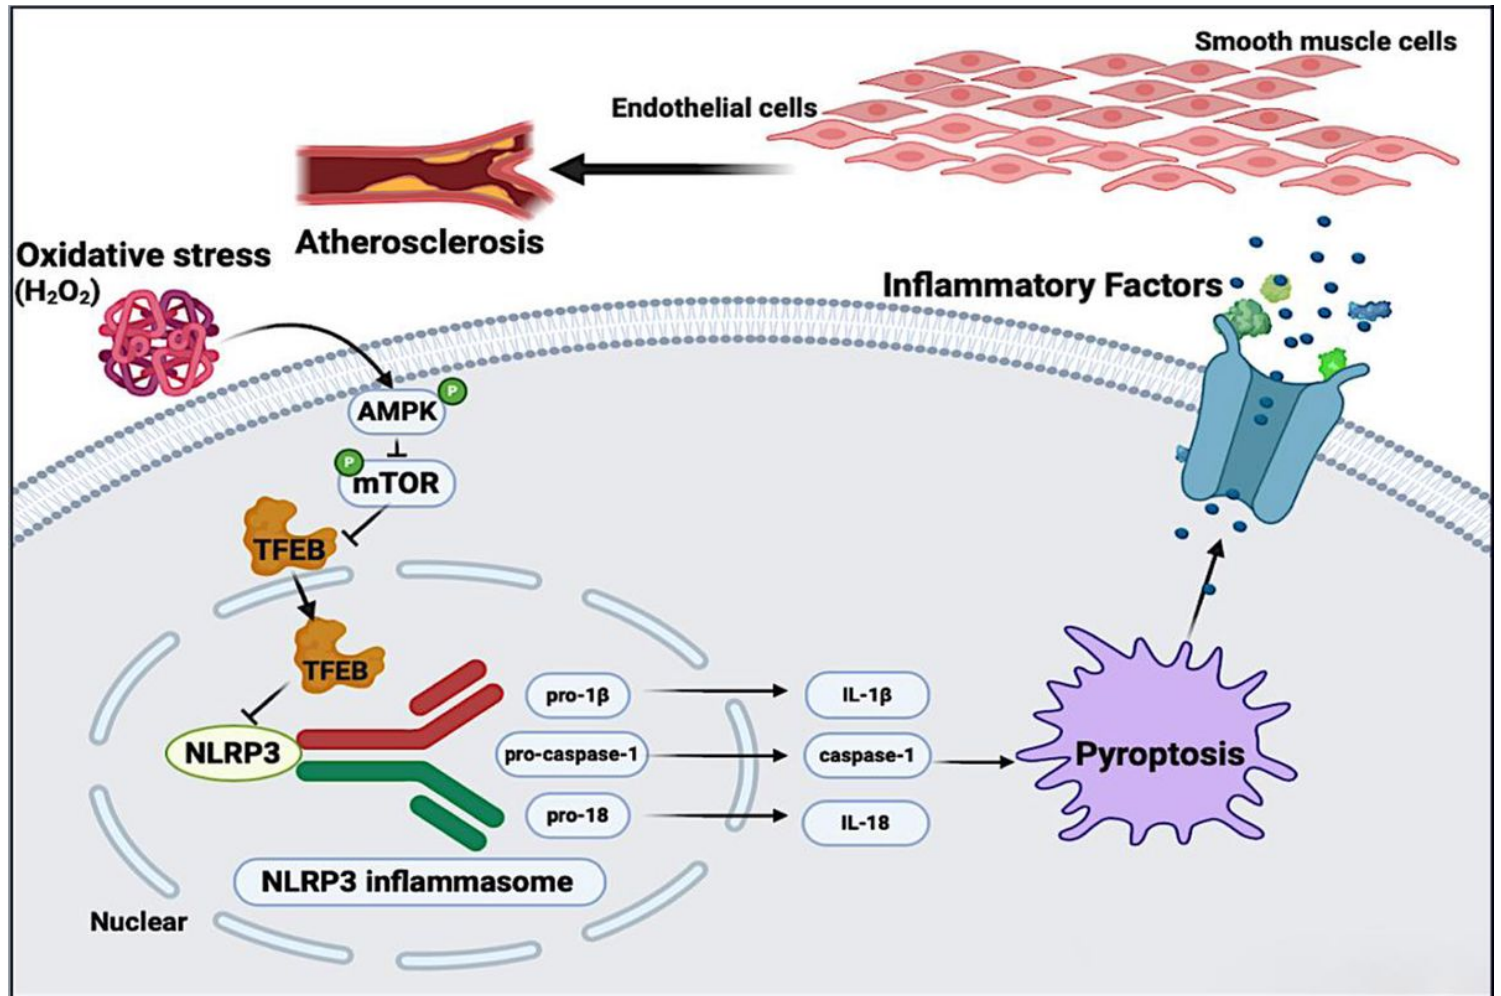 Smooth muscle cells
Endothelial cells
Atherosclerosis
Oxidative stress
(H₂O₂)
Inflammatory Factors
P
AMPK
P
mTOR
TFEB
TFEB
NLRP3
pro-1β
IL-1β
pro-caspase-1
caspase-1
Pyroptosis
pro-18
IL-18
NLRP3 inflammasome
Nuclear